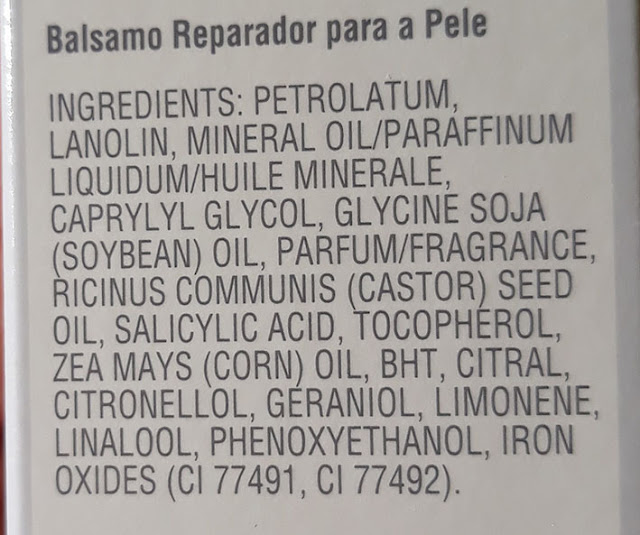 Balsamo Reparador para a Pele
INGREDIENTS: PETROLATUM,
LANOLIN, MINERAL OIL/PARAFFINUM
LIQUIDUM/HUILE MINERALE,
CAPRYLYL GLYCOL, GLYCINE SOJA
(SOYBEAN) OIL, PARFUM/FRAGRANCE,
RICINUS COMMUNIS (CASTOR) SEED
OIL, SALICYLIC ACID, TOCOPHEROL,
ZEA MAYS (CORN) OIL, BHT, CITRAL,
CITRONELLOL, GERANIOL, LIMONENE,
LINALOOL, PHENOXYETHANOL, IRON
OXIDES (CI 77491, CI 77492).